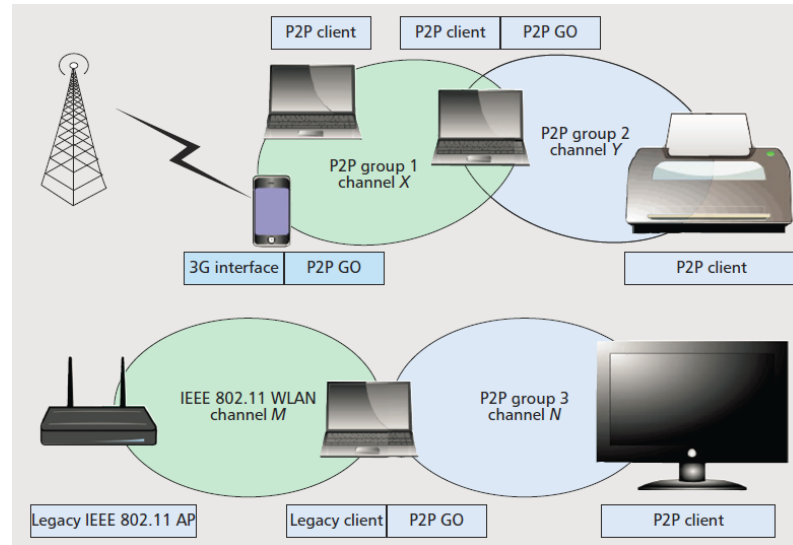 P2P client
P2P client
P2P GO
P2P group 1
channel X
P2P group 2
channel Y
3G interface
P2P GO
P2P client
IEEE 802.11 WLAN
channel M
P2P group 3
channel N
Legacy IEEE 802.11 AP
Legacy client
P2P GO
P2P client